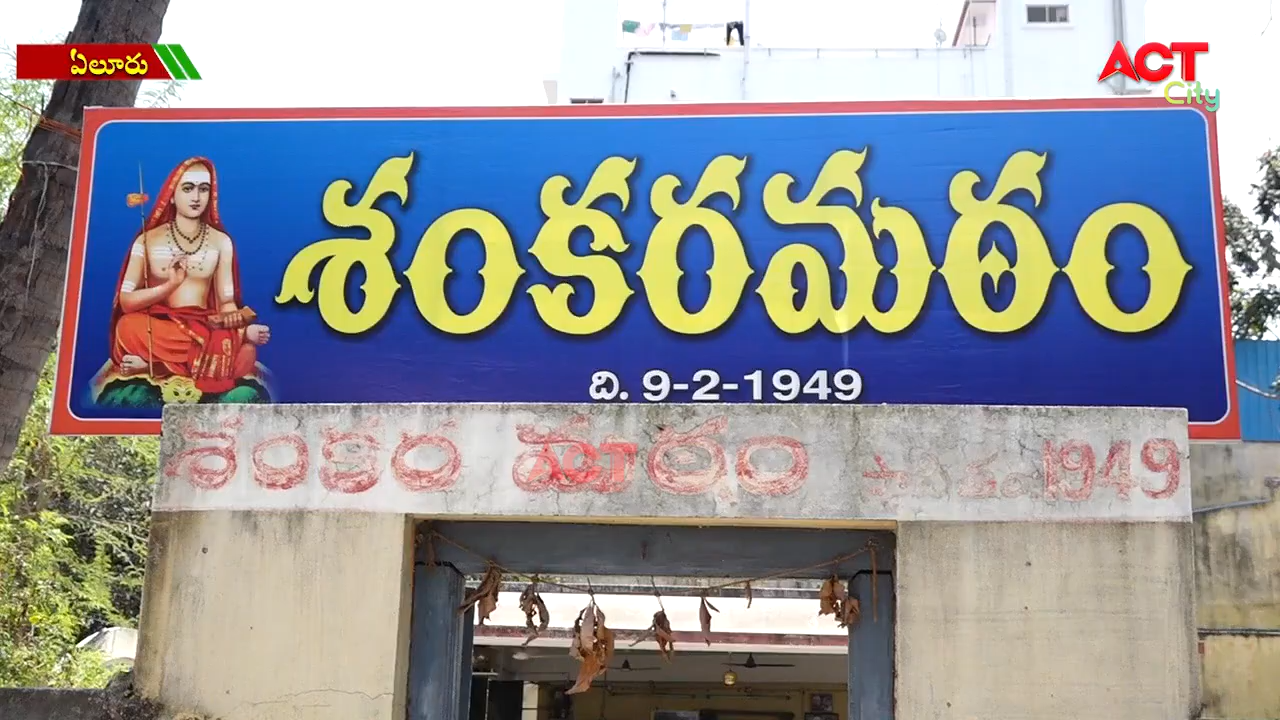 ఏలూరు
ACT
City
శంకరమఠం
ది. 9-2-1949
శంకర మఠం 1949